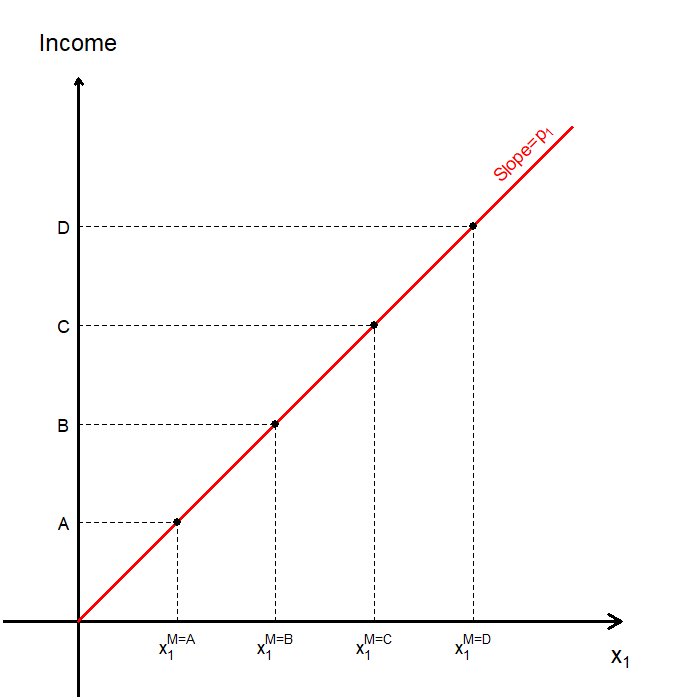 Income
Slope=p₁
D
C
B
A
x₁ᴹ⁼ᴬ x₁ᴹ⁼ᴮ x₁ᴹ⁼ꟲ x₁ᴹ⁼ᴰ
x₁